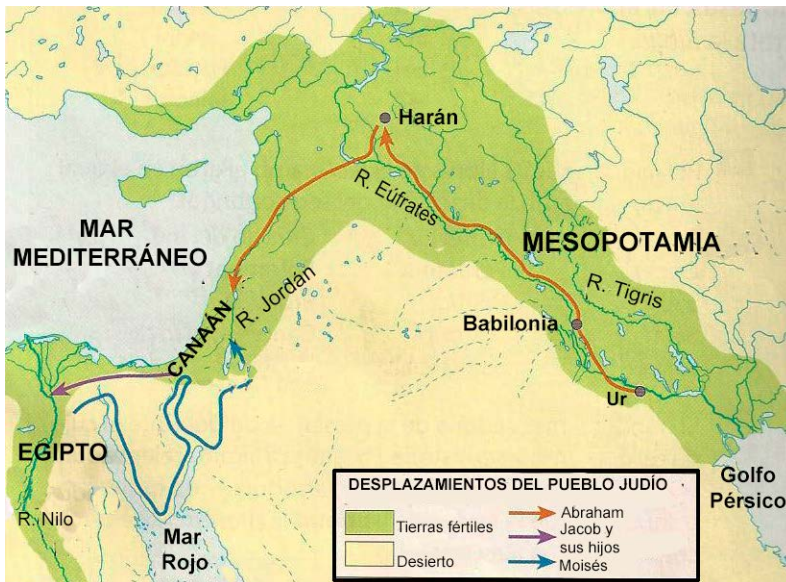 Harán
R. Eúfrates
MAR
MEDITERRÁNEO
MESOPOTAMIA
R. Tigris
R. Jordán
CANAÁN
Babilonia
Ur
EGIPTO
R. Nilo
Mar
Rojo
Golfo
Pérsico
DESPLAZAMIENTOS DEL PUEBLO JUDÍO
Tierras fértiles
Desierto
Abraham
Jacob y
sus hijos
Moisés